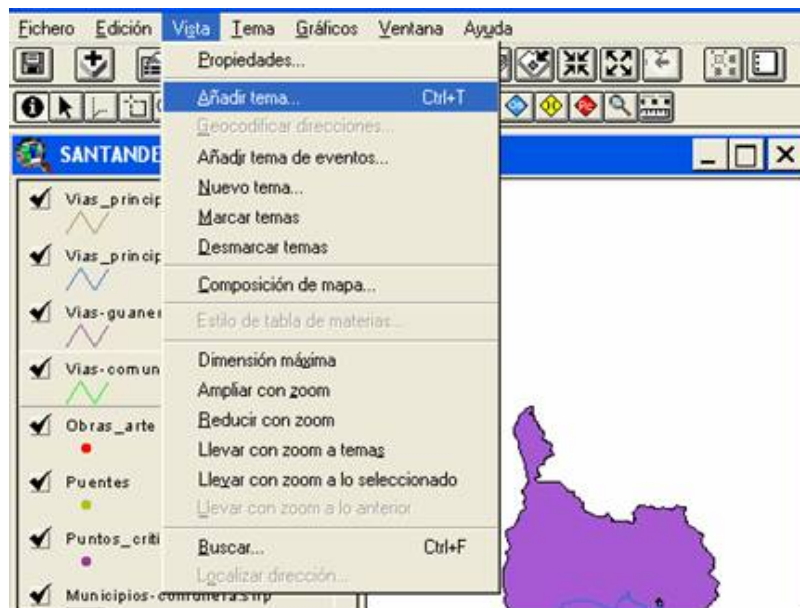 Fichero Edición Vista Tema Gráficos Ventana Ayuda
Propiedades...
Añadir tema... Ctrl+T
Geocodificar direcciones...
Añadir tema de eventos...
Nuevo tema...
Marcar temas
Desmarcar temas
Composición de mapa...
Estilo de tabla de materias...
Dimensión máxima
Ampliar con zoom
Reducir con zoom
Llevar con zoom a temas
Llevar con zoom a lo seleccionado
Llevar con zoom a lo anterior
Buscar... Ctrl+F
Localizar dirección...
SANTANDE
Vias_princip
Vias_princip
Vias-guane
Vias-comun
Obras_arte
Puentes
Puntos_criti
Municipios-comunera.shp